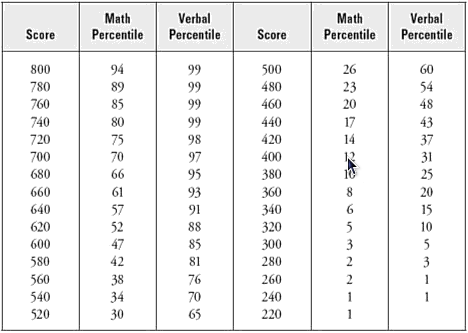 Score Math Percentile Verbal Percentile Score Math Percentile Verbal Percentile
800 94 99 500 26 60
780 89 99 480 23 54
760 85 99 460 20 48
740 80 99 440 17 43
720 75 98 420 14 37
700 70 97 400 12 31
680 66 95 380 10 25
660 61 93 360 8 20
640 57 91 340 6 15
620 52 88 320 5 10
600 47 85 300 3 5
580 42 81 280 2 3
560 38 76 260 2 1
540 34 70 240 1 1
520 30 65 220 1